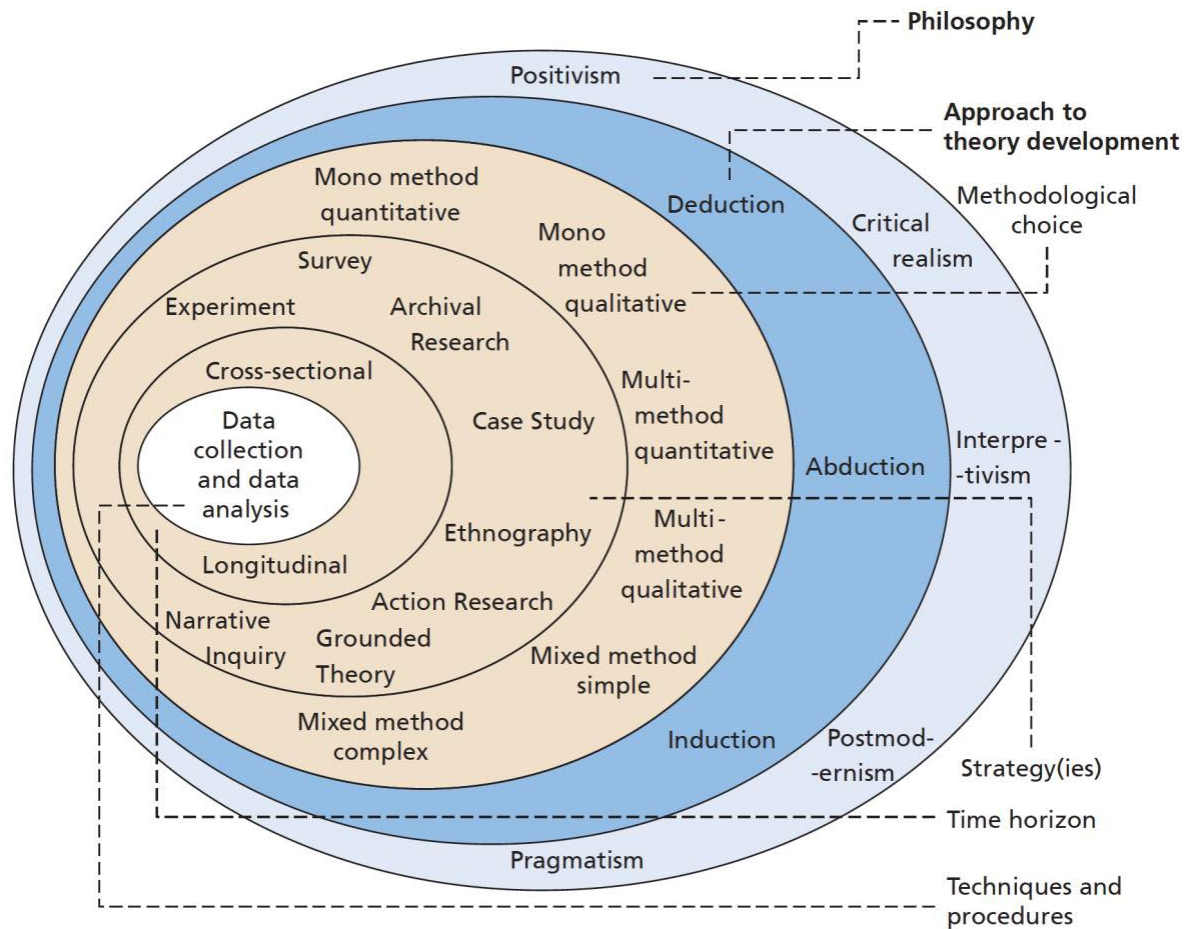 Philosophy
Positivism
Approach to
theory development
Mono method
quantitative
Deduction
Methodological
choice
Mono
method
qualitative
Critical
realism
Survey
Experiment
Archival
Research
Cross-sectional
Multi-
method
quantitative
Data
collection
and data
analysis
Case Study
Abduction
Interpre -
-tivism
Ethnography
Multi-
method
qualitative
Longitudinal
Action Research
Narrative
Inquiry
Grounded
Theory
Mixed method
simple
Mixed method
complex
Induction
Postmod-
-ernism
Strategy(ies)
Time horizon
Pragmatism
Techniques and
procedures